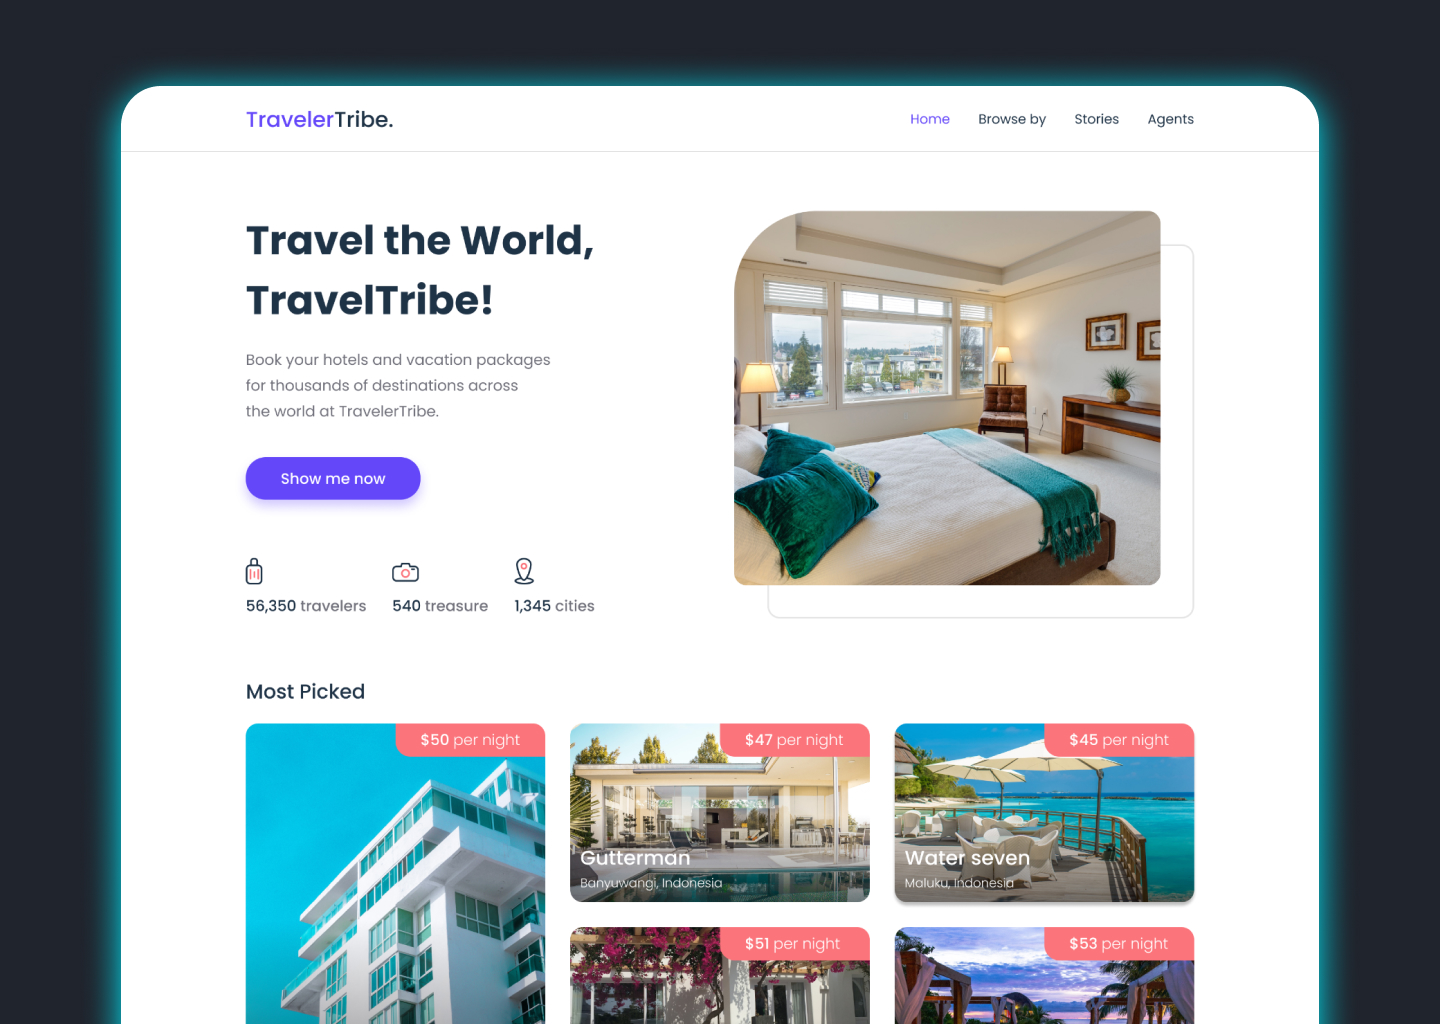 TravelerTribe.
Home Browse by Stories Agents
Travel the World,
TravelTribe!
Book your hotels and vacation packages
for thousands of destinations across
the world at TravelerTribe.
Show me now
56,350 travelers 540 treasure 1,345 cities
Most Picked
$50 per night $47 per night $45 per night
Gutterman
Banyuwangi, Indonesia
Water seven
Maluku, Indonesia
$51 per night $53 per night